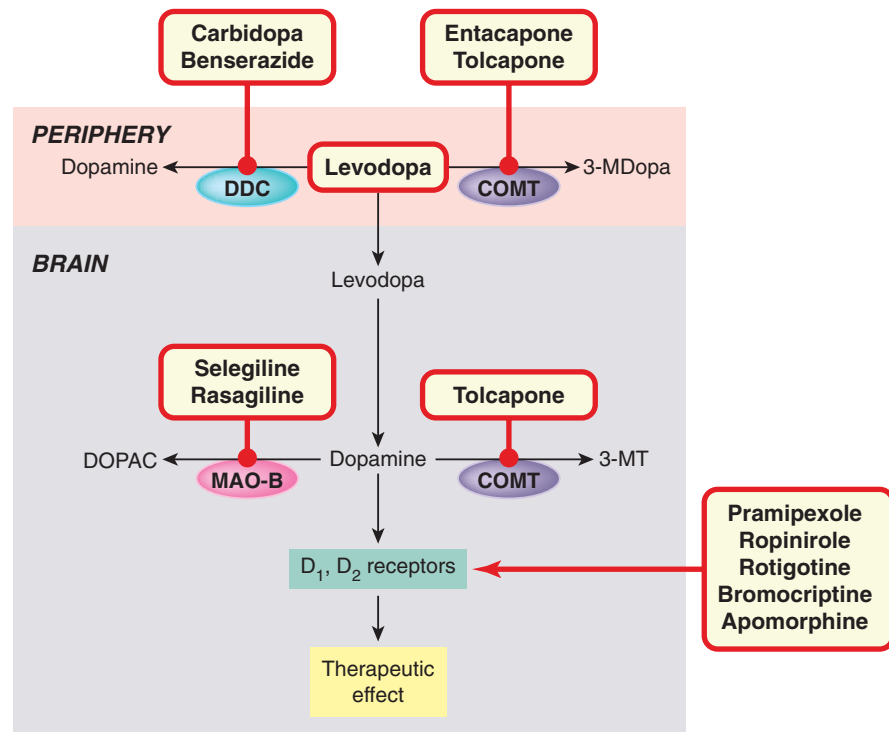 Carbidopa
Benserazide
Entacapone
Tolcapone
PERIPHERY
Dopamine
DDC
Levodopa
COMT
3-MDopa
BRAIN
Levodopa
Selegiline
Rasagiline
Tolcapone
DOPAC
MAO-B
Dopamine
COMT
3-MT
Pramipexole
Ropinirole
Rotigotine
Bromocriptine
Apomorphine
D₁, D₂ receptors
Therapeutic
effect